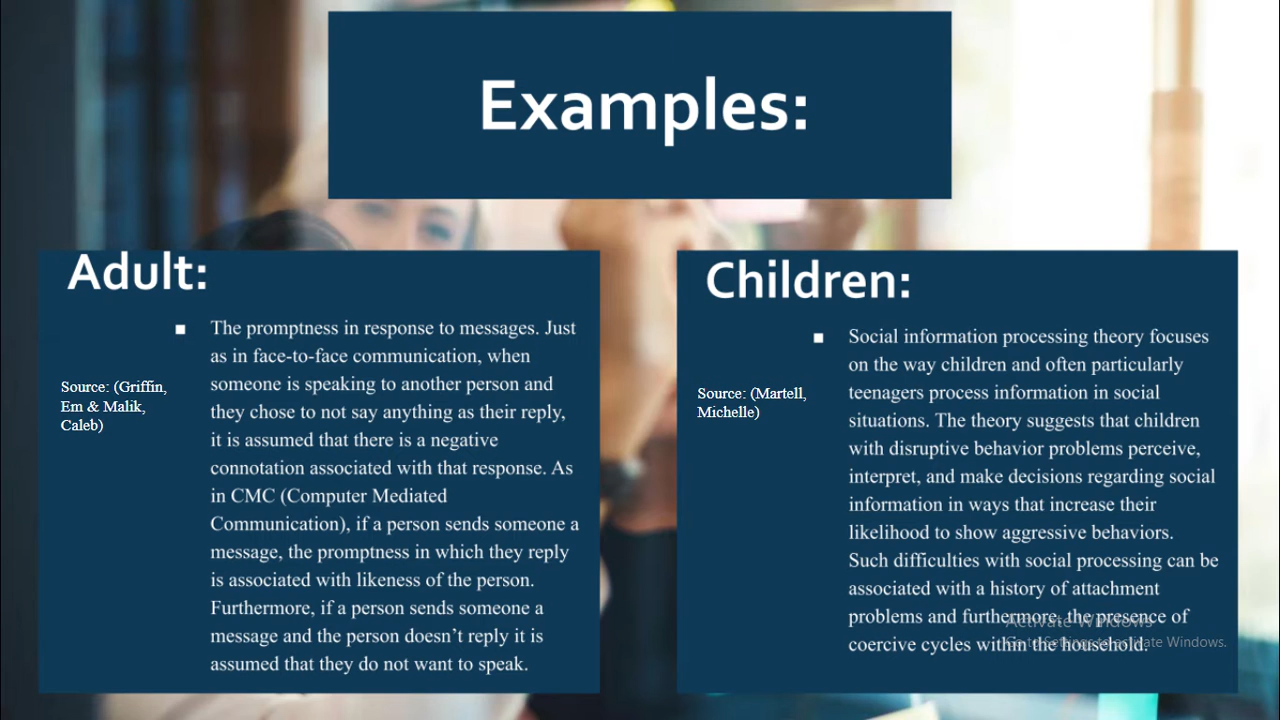 Examples:
Adult:
Source: (Griffin,
Em & Malik,
Caleb)
The promptness in response to messages. Just
as in face-to-face communication, when
someone is speaking to another person and
they chose to not say anything as their reply,
it is assumed that there is a negative
connotation associated with that response. As
in CMC (Computer Mediated
Communication), if a person sends someone a
message, the promptness in which they reply
is associated with likeness of the person.
Furthermore, if a person sends someone a
message and the person doesn’t reply it is
assumed that they do not want to speak.
Children:
Source: (Martell,
Michelle)
Social information processing theory focuses
on the way children and often particularly
teenagers process information in social
situations. The theory suggests that children
with disruptive behavior problems perceive,
interpret, and make decisions regarding social
information in ways that increase their
likelihood to show aggressive behaviors.
Such difficulties with social processing can be
associated with a history of attachment
problems and furthermore, the presence of
coercive cycles within the household.
Activate Windows
Go to Settings to activate Windows.